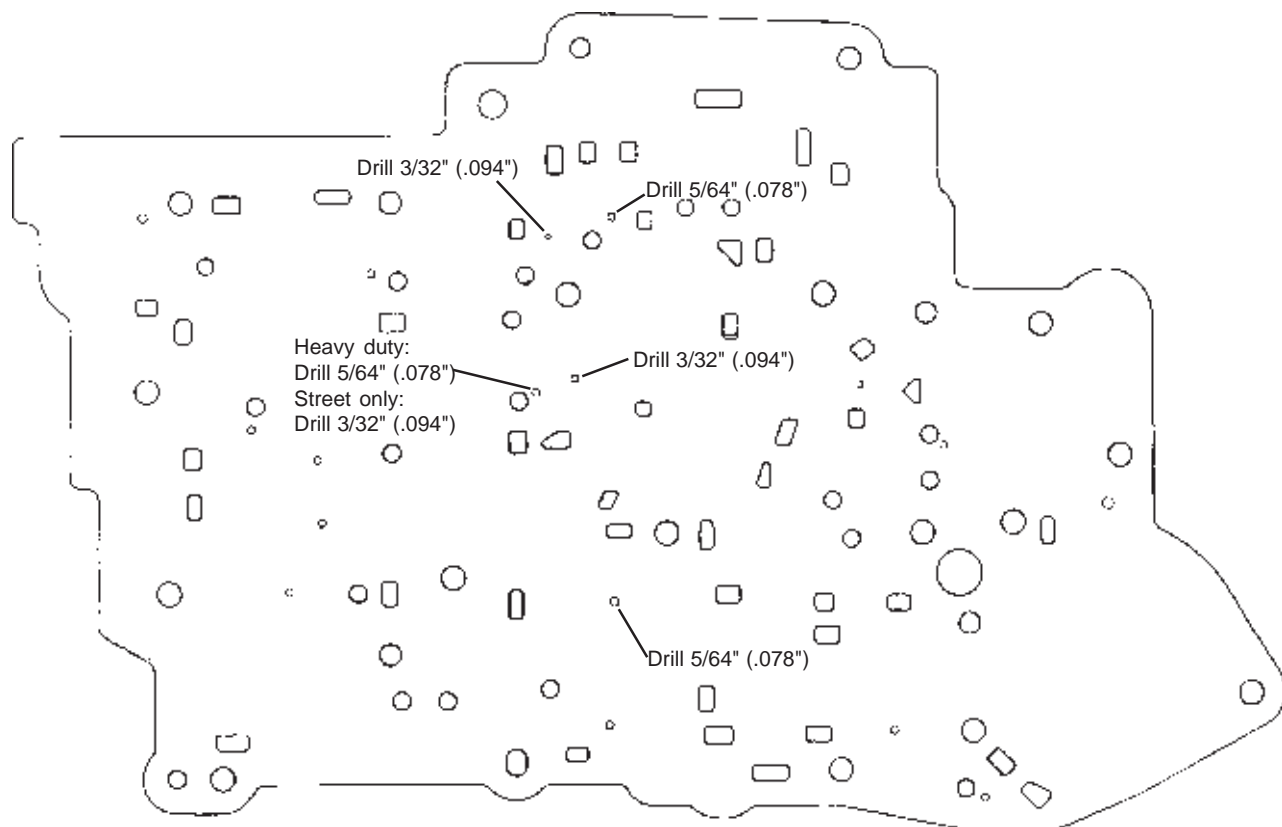 Drill 3/32" (.094")
Drill 5/64" (.078")
Heavy duty:
Drill 5/64" (.078")
Street only:
Drill 3/32" (.094")
Drill 3/32" (.094")
Drill 5/64" (.078")